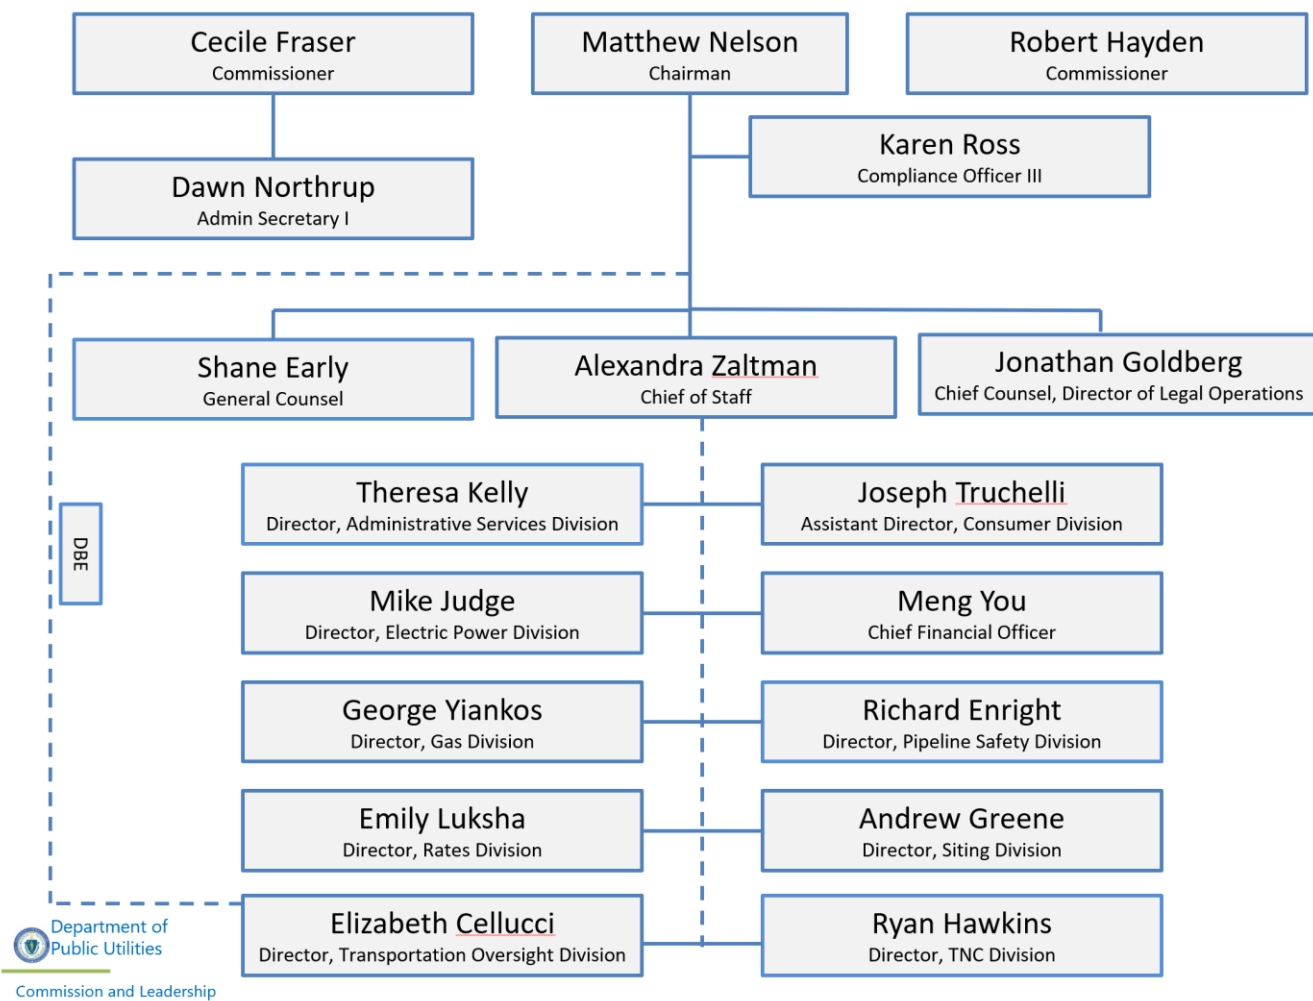 Cecile Fraser
Commissioner
Matthew Nelson
Chairman
Robert Hayden
Commissioner
Karen Ross
Compliance Officer III
Dawn Northrup
Admin Secretary I
Shane Early
General Counsel
Alexandra Zaltman
Chief of Staff
Jonathan Goldberg
Chief Counsel, Director of Legal Operations
Theresa Kelly
Director, Administrative Services Division
Joseph Truchelli
Assistant Director, Consumer Division
DBE
Mike Judge
Director, Electric Power Division
Meng You
Chief Financial Officer
George Yiankos
Director, Gas Division
Richard Enright
Director, Pipeline Safety Division
Emily Luksha
Director, Rates Division
Andrew Greene
Director, Siting Division
Elizabeth Cellucci
Director, Transportation Oversight Division
Ryan Hawkins
Director, TNC Division
Department of
Public Utilities
Commission and Leadership